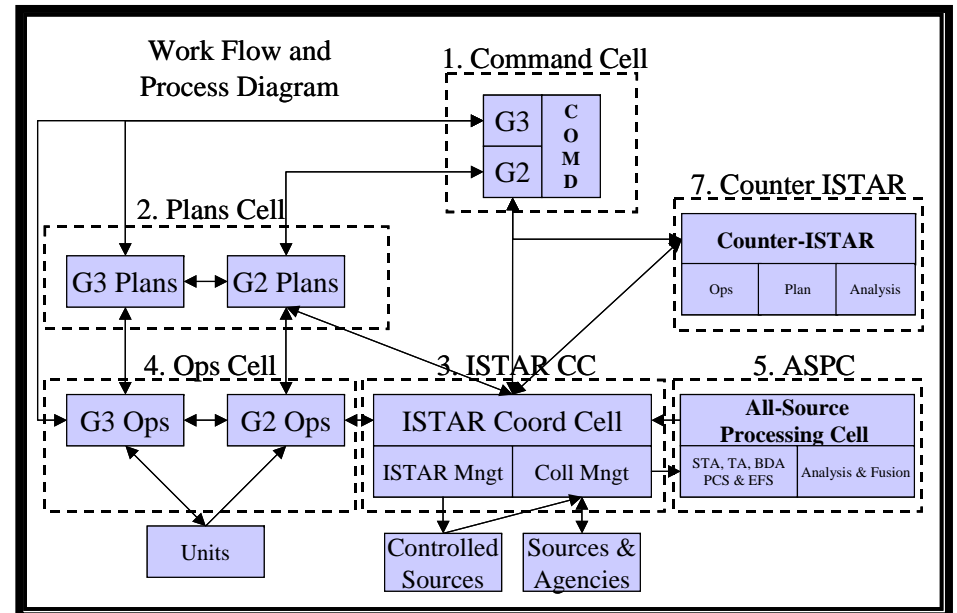 Work Flow and
Process Diagram
1. Command Cell
G3
G2
C
O
M
D
7. Counter ISTAR
Counter-ISTAR
Ops
Plan
Analysis
2. Plans Cell
G3 Plans
G2 Plans
4. Ops Cell
G3 Ops
G2 Ops
3. ISTAR CC
ISTAR Coord Cell
ISTAR Mngt
Coll Mngt
5. ASPC
All-Source
Processing Cell
STA, TA, BDA
PCS & EFS
Analysis & Fusion
Units
Controlled
Sources
Sources &
Agencies